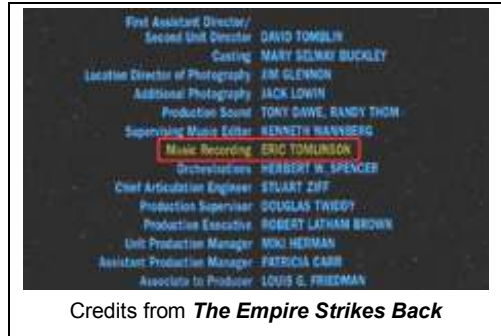 First Assistant Director/
Second Unit Director DAVID TOMBLIN
Casting MARY SELWAY BUCKLEY
Location Director of Photography JIM GLENNON
Additional Photography JACK LOWIN
Production Sound TONY DAWE, RANDY THOM
Supervising Music Editor KENNETH WANNBERG
Music Recording ERIC TOMLINSON
Orchestrations HERBERT W. SPENCER
Chief Articulation Engineer STUART ZIFF
Production Supervisor DOUGLAS TWIDDY
Production Executive ROBERT LATHAM BROWN
Unit Production Manager MIKI HERMAN
Assistant Production Manager PATRICIA CARR
Associate to Producer LOUIS G. FRIEDMAN
Credits from The Empire Strikes Back